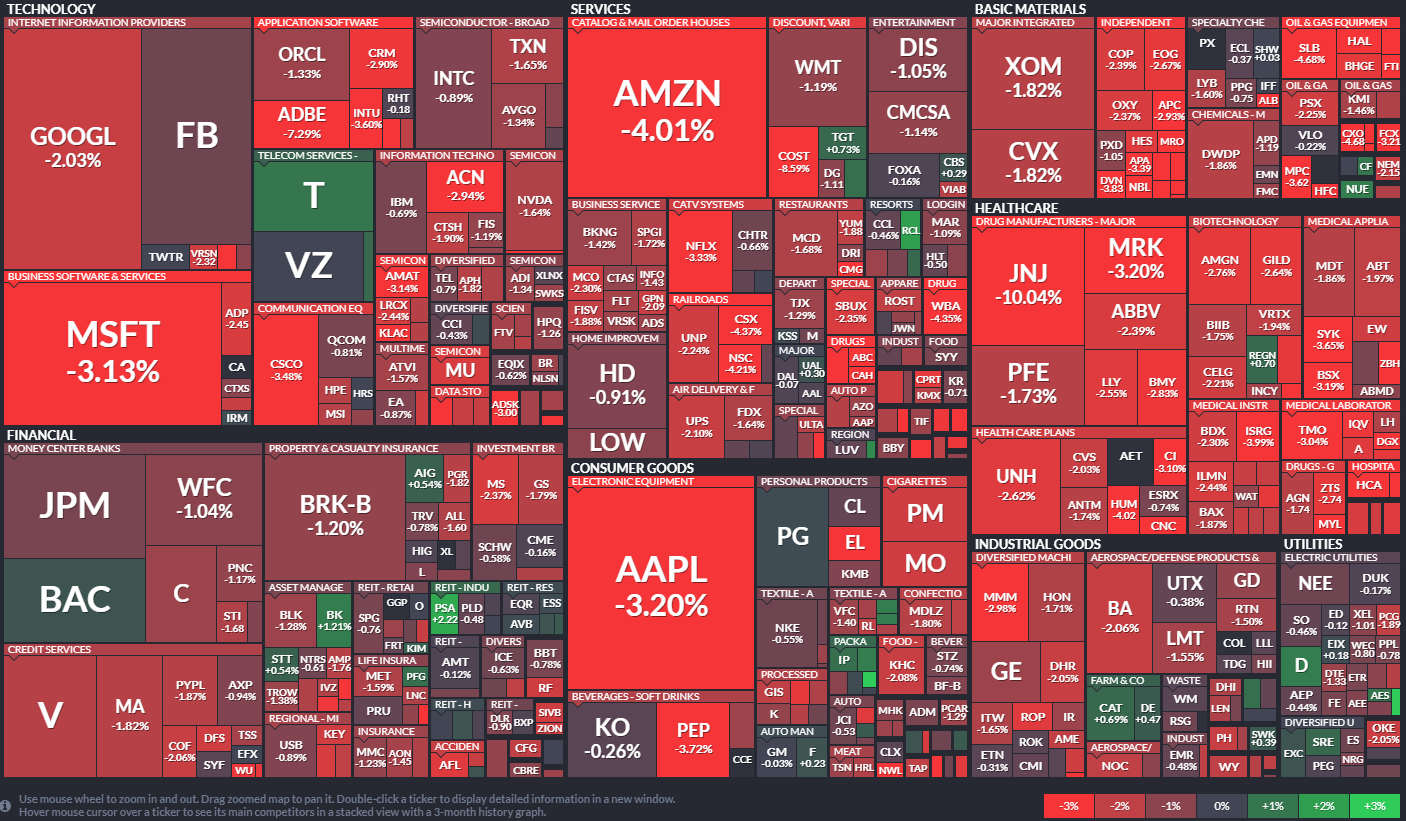 TECHNOLOGY
INTERNET INFORMATION PROVIDERS
GOOGL
-2.03%
FB
TWTR
VRSN
-2.32
APPLICATION SOFTWARE
ORCL
-1.33%
CRM
-2.90%
ADBE
-7.29%
INTU
-3.60%
RHT
-0.18
SEMICONDUCTOR - BROAD
INTC
-0.89%
TXN
-1.65%
AVGO
-1.34%
TELECOM SERVICES -
T
VZ
INFORMATION TECHNO
IBM
-0.69%
ACN
-2.94%
CTSH
-1.90%
FIS
-1.19%
SEMICON
NVDA
-1.64%
BUSINESS SOFTWARE & SERVICES
MSFT
-3.13%
ADP
-2.45
CA
CTXS
IRM
COMMUNICATION EQ
CSCO
-3.48%
QCOM
-0.81%
HPE
HRS
MSI
SEMICON
AMAT
-3.14%
LRCX
-2.44%
KLAC
DIVERSIFIED
TEL
-0.79
APH
-1.82
SEMICON
ADI
-1.34
XLNX
SWKS
DIVERSIFIE
CCI
-0.43%
SCIEN
FTV
HPQ
-1.26
MULTIME
ATVI
-1.57%
EA
-0.87%
SEMICON
MU
DATA STO
EQIX
-0.62%
BR
NLSN
ADSK
-3.00
SERVICES
CATALOG & MAIL ORDER HOUSES
AMZN
-4.01%
DISCOUNT, VARI
WMT
-1.19%
COST
-8.59%
TGT
+0.73%
DG
-1.11
ENTERTAINMENT
DIS
-1.05%
CMCSA
-1.14%
FOXA
-0.16%
CBS
+0.29
VIAB
BUSINESS SERVICE
BKNG
-1.42%
SPGI
-1.72%
MCO
-2.30%
CTAS
INFO
-1.43
FISV
-1.88%
FLT
GPN
-2.09
VRSK
ADS
CATV SYSTEMS
NFLX
-3.33%
CHTR
-0.66%
RESTAURANTS
MCD
-1.68%
YUM
-1.88
DRI
CMG
RESORTS
CCL
-0.46%
RCL
LODGIN
MAR
-1.09%
HLT
-0.50
RAILROADS
UNP
-2.24%
CSX
-4.37%
NSC
-4.21%
DEPART
TJX
-1.29%
KSS
M
SPECIAL
SBUX
-2.35%
APPARE
ROST
JWN
DRUG
WBA
-4.35%
HOME IMPROVEM
HD
-0.91%
LOW
MAJOR
DAL
-0.07
UAL
+0.30
AAL
DRUGS
ABC
CAH
INDUST
FOOD
SYY
AIR DELIVERY & F
UPS
-2.10%
FDX
-1.64%
SPECIAL
ULTA
AUTO P
AZO
AAP
CPRT
KMX
KR
-0.71
TIF
REGION
LUV
BBY
BASIC MATERIALS
MAJOR INTEGRATED
XOM
-1.82%
CVX
-1.82%
INDEPENDENT
COP
-2.39%
EOG
-2.67%
OXY
-2.37%
APC
-2.93%
PXD
-1.05
HES
MRO
APA
-3.39
DVN
-3.83
NBL
SPECIALTY CHE
PX
ECL
-0.37
SHW
+0.03
LYB
-1.60%
PPG
-0.75
IFF
ALB
OIL & GAS EQUIPMEN
SLB
-4.68%
HAL
BHGE
FTI
CHEMICALS - M
DWDP
-1.86%
APD
-1.19
EMN
FMC
OIL & GA
PSX
-2.25%
VLO
-0.22%
MPC
-3.62
HFC
OIL & GAS
KMI
-1.46%
CXO
-4.68
FCX
-3.21
CF
NEM
-2.15
NUE
HEALTHCARE
DRUG MANUFACTURERS - MAJOR
JNJ
-10.04%
MRK
-3.20%
ABBV
-2.39%
PFE
-1.73%
LLY
-2.55%
BMY
-2.83%
BIOTECHNOLOGY
AMGN
-2.76%
GILD
-2.64%
BIIB
-1.75%
VRTX
-1.94%
REGN
+0.70
CELG
-2.21%
INCY
MEDICAL APPLIA
MDT
-1.86%
ABT
-1.97%
SYK
-3.65%
EW
ZBH
BSX
-3.19%
ABMD
HEALTH CARE PLANS
UNH
-2.62%
CVS
-2.03%
AET
CI
-3.10%
ANTM
-1.74%
HUM
-4.02
ESRX
-0.74%
CNC
MEDICAL INSTR
BDX
-2.30%
ISRG
-3.99%
ILMN
-2.44%
WAT
BAX
-1.87%
MEDICAL LABORATOR
TMO
-3.04%
IQV
LH
A
DGX
DRUGS - G
AGN
-1.74
ZTS
-2.74
MYL
HOSPITA
HCA
FINANCIAL
MONEY CENTER BANKS
JPM
WFC
-1.04%
BAC
C
PNC
-1.17%
STI
-1.68
PROPERTY & CASUALTY INSURANCE
BRK-B
-1.20%
AIG
+0.54%
PGR
-1.82
TRV
-0.78%
ALL
-1.60
HIG
XL
L
INVESTMENT BR
MS
-2.37%
GS
-1.79%
SCHW
-0.58%
CME
-0.16%
ASSET MANAGE
BLK
-1.28%
BK
+1.21%
STT
+0.54%
NTRS
-0.61
AMP
-1.76
TROW
-1.38%
IVZ
REIT - RETAI
SPG
-0.76
GGP
O
FRT
KIM
REIT - INDU
PSA
+2.22
PLD
-0.48
REIT - RES
EQR
ESS
AVB
CREDIT SERVICES
V
MA
-1.82%
PYPL
-1.87%
AXP
-0.94%
COF
-2.06%
DFS
TSS
SYF
EFX
WU
LIFE INSURA
MET
-1.59%
PFG
LNC
PRU
REIT -
AMT
-0.12%
DIVERS
ICE
-0.63%
BBT
-0.78%
RF
REGIONAL - MI
USB
-0.89%
KEY
INSURANCE
MMC
-1.23%
AON
-1.45
REIT - H
REIT -
DLR
-0.90
BXP
SIVB
ZION
ACCIDEN
AFL
CFG
CBRE
CONSUMER GOODS
ELECTRONIC EQUIPMENT
AAPL
-3.20%
PERSONAL PRODUCTS
PG
CL
EL
KMB
CIGARETTES
PM
MO
TEXTILE - A
NKE
-0.55%
TEXTILE - A
VFC
-1.40
RL
CONFECTIO
MDLZ
-1.80%
PACKA
IP
FOOD -
KHC
-2.08%
BEVER
STZ
-0.74%
BF-B
BEVERAGES - SOFT DRINKS
KO
-0.26%
PEP
-3.72%
CCE
PROCESSED
GIS
K
AUTO
JCI
-0.53
MHK
ADM
PCAR
-1.29
AUTO MAN
GM
-0.03%
F
+0.23
MEAT
TSN
HRL
CLX
NWL
TAP
INDUSTRIAL GOODS
DIVERSIFIED MACHI
MMM
-2.98%
HON
-1.71%
GE
DHR
-2.05%
ITW
-1.65%
ROP
IR
ETN
-0.31%
ROK
AME
CMI
AEROSPACE/DEFENSE PRODUCTS &
BA
-2.06%
UTX
-0.38%
GD
RTN
-1.50%
LMT
-1.55%
COL
LLL
TDG
HII
FARM & CO
CAT
+0.69%
DE
+0.47
WASTE
WM
RSG
DHI
LEN
AEROSPACE/
NOC
INDUST
EMR
-0.48%
PH
SWK
+0.39
WY
UTILITIES
ELECTRIC UTILITIES
NEE
DUK
-0.17%
SO
-0.46%
ED
-0.12
XEL
-1.01
PCG
-1.89
D
EIX
+0.18
WEC
-0.80
PPL
-0.78
DTE
-1.35
ETR
AEP
-0.44%
FE
AEE
AES
DIVERSIFIED U
EXC
SRE
ES
OKE
-2.05%
PEG
NRG
Use mouse wheel to zoom in and out. Drag zoomed map to pan it. Double-click a ticker to display detailed information in a new window.
Hover mouse cursor over a ticker to see its main competitors in a stacked view with a 3-month history graph.
-3%
-2%
-1%
0%
+1%
+2%
+3%